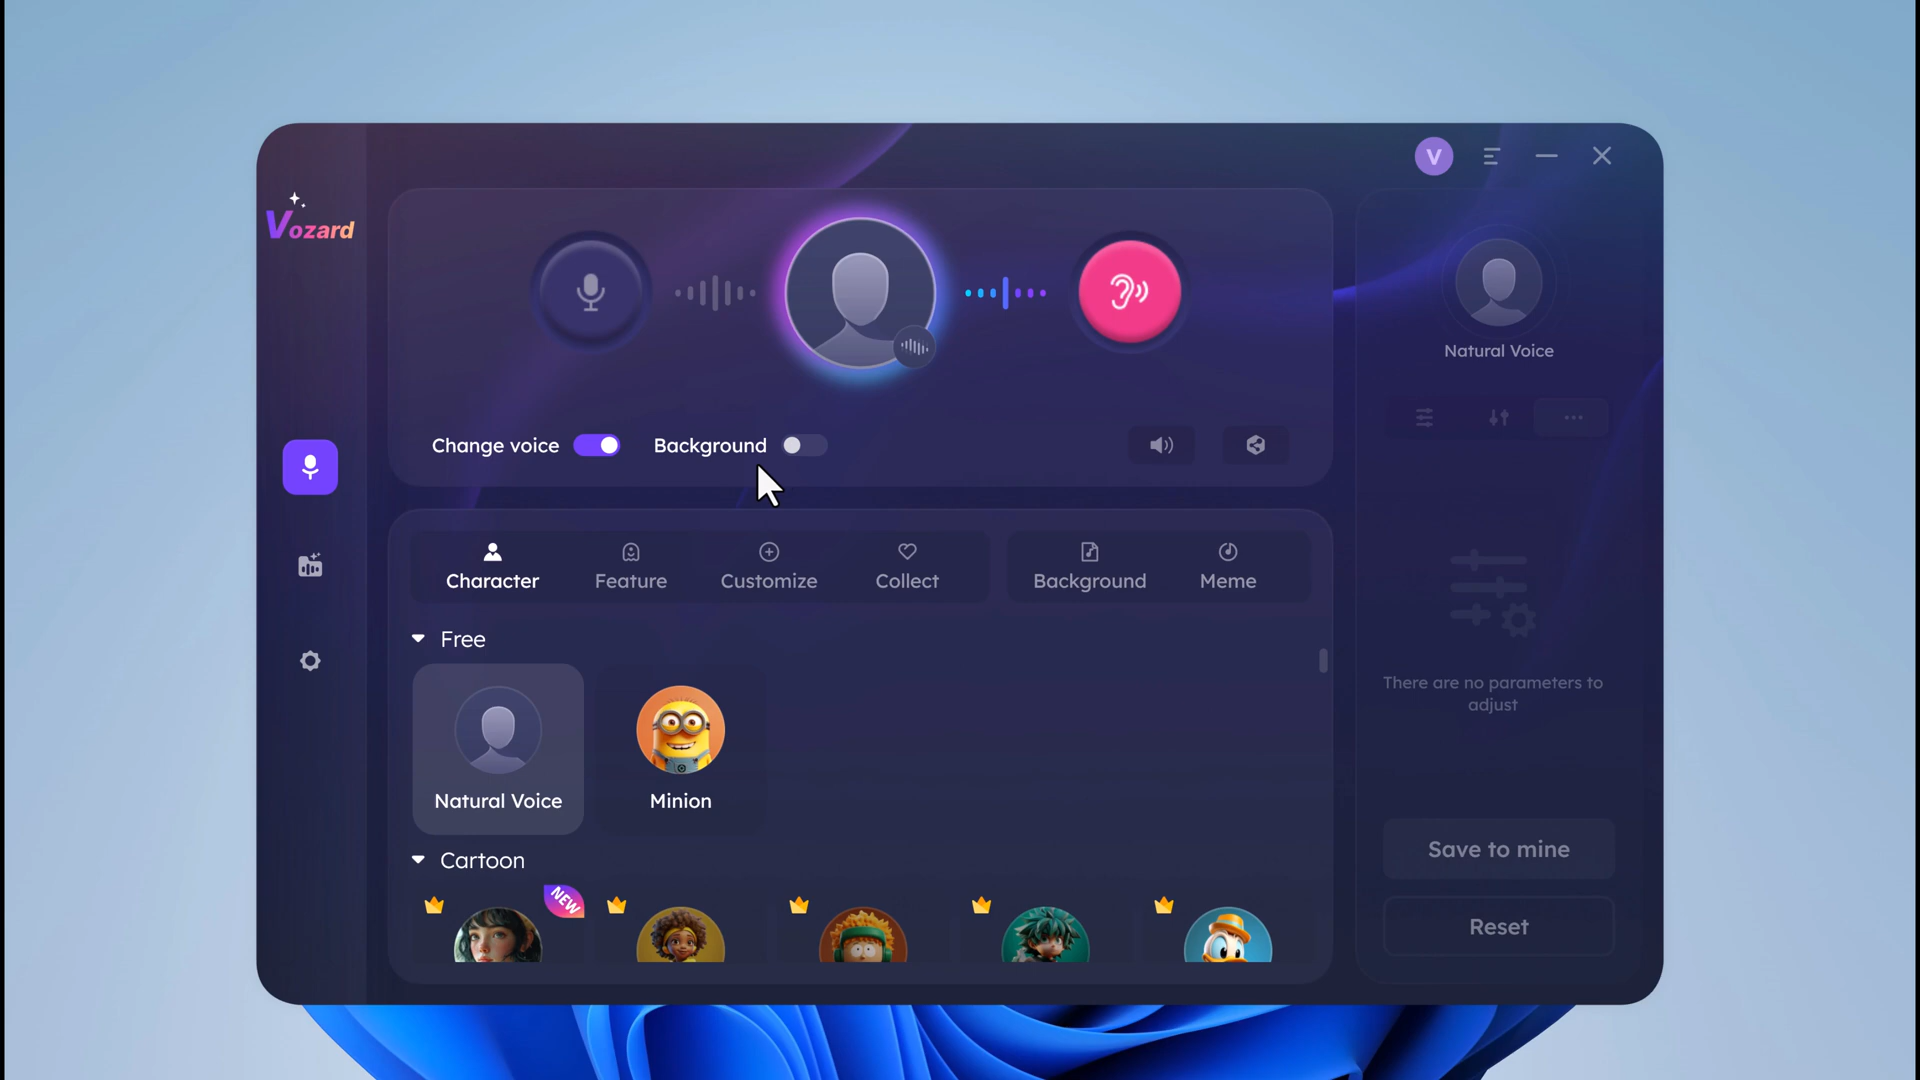 V
Vozard
Natural Voice
Change voice
Background
Character
Feature
Customize
Collect
Background
Meme
Free
Natural Voice
Minion
There are no parameters to
adjust
Cartoon
NEW
Save to mine
Reset